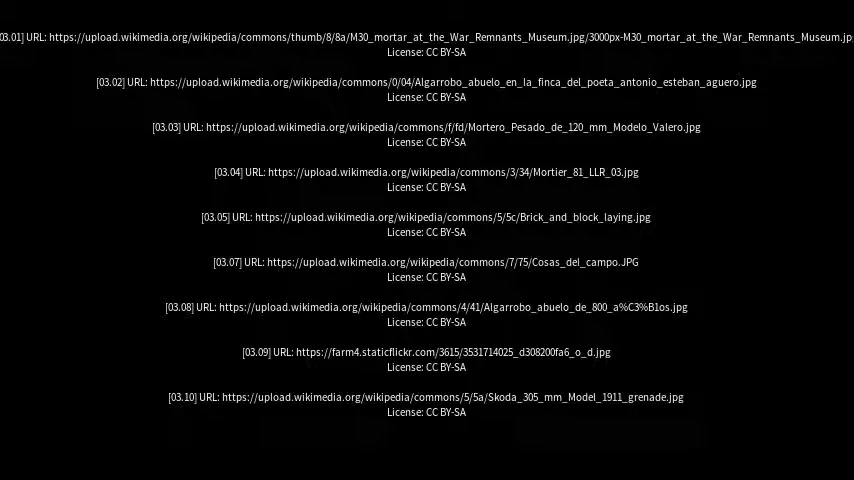 03.01] URL: https://upload.wikimedia.org/wikipedia/commons/thumb/8/8a/M30_mortar_at_the_War_Remnants_Museum.jpg/3000px-M30_mortar_at_the_War_Remnants_Museum.jp
License: CC BY-SA
[03.02] URL: https://upload.wikimedia.org/wikipedia/commons/0/04/Algarrobo_abuelo_en_la_finca_del_poeta_antonio_esteban_aguero.jpg
License: CC BY-SA
[03.03] URL: https://upload.wikimedia.org/wikipedia/commons/f/fd/Mortero_Pesado_de_120_mm_Modelo_Valero.jpg
License: CC BY-SA
[03.04] URL: https://upload.wikimedia.org/wikipedia/commons/3/34/Mortier_81_LLR_03.jpg
License: CC BY-SA
[03.05] URL: https://upload.wikimedia.org/wikipedia/commons/5/5c/Brick_and_block_laying.jpg
License: CC BY-SA
[03.07] URL: https://upload.wikimedia.org/wikipedia/commons/7/75/Cosas_del_campo.JPG
License: CC BY-SA
[03.08] URL: https://upload.wikimedia.org/wikipedia/commons/4/41/Algarrobo_abuelo_de_800_a%C3%B1os.jpg
License: CC BY-SA
[03.09] URL: https://farm4.staticflickr.com/3615/3531714025_d308200fa6_o_d.jpg
License: CC BY-SA
[03.10] URL: https://upload.wikimedia.org/wikipedia/commons/5/5a/Skoda_305_mm_Model_1911_grenade.jpg
License: CC BY-SA